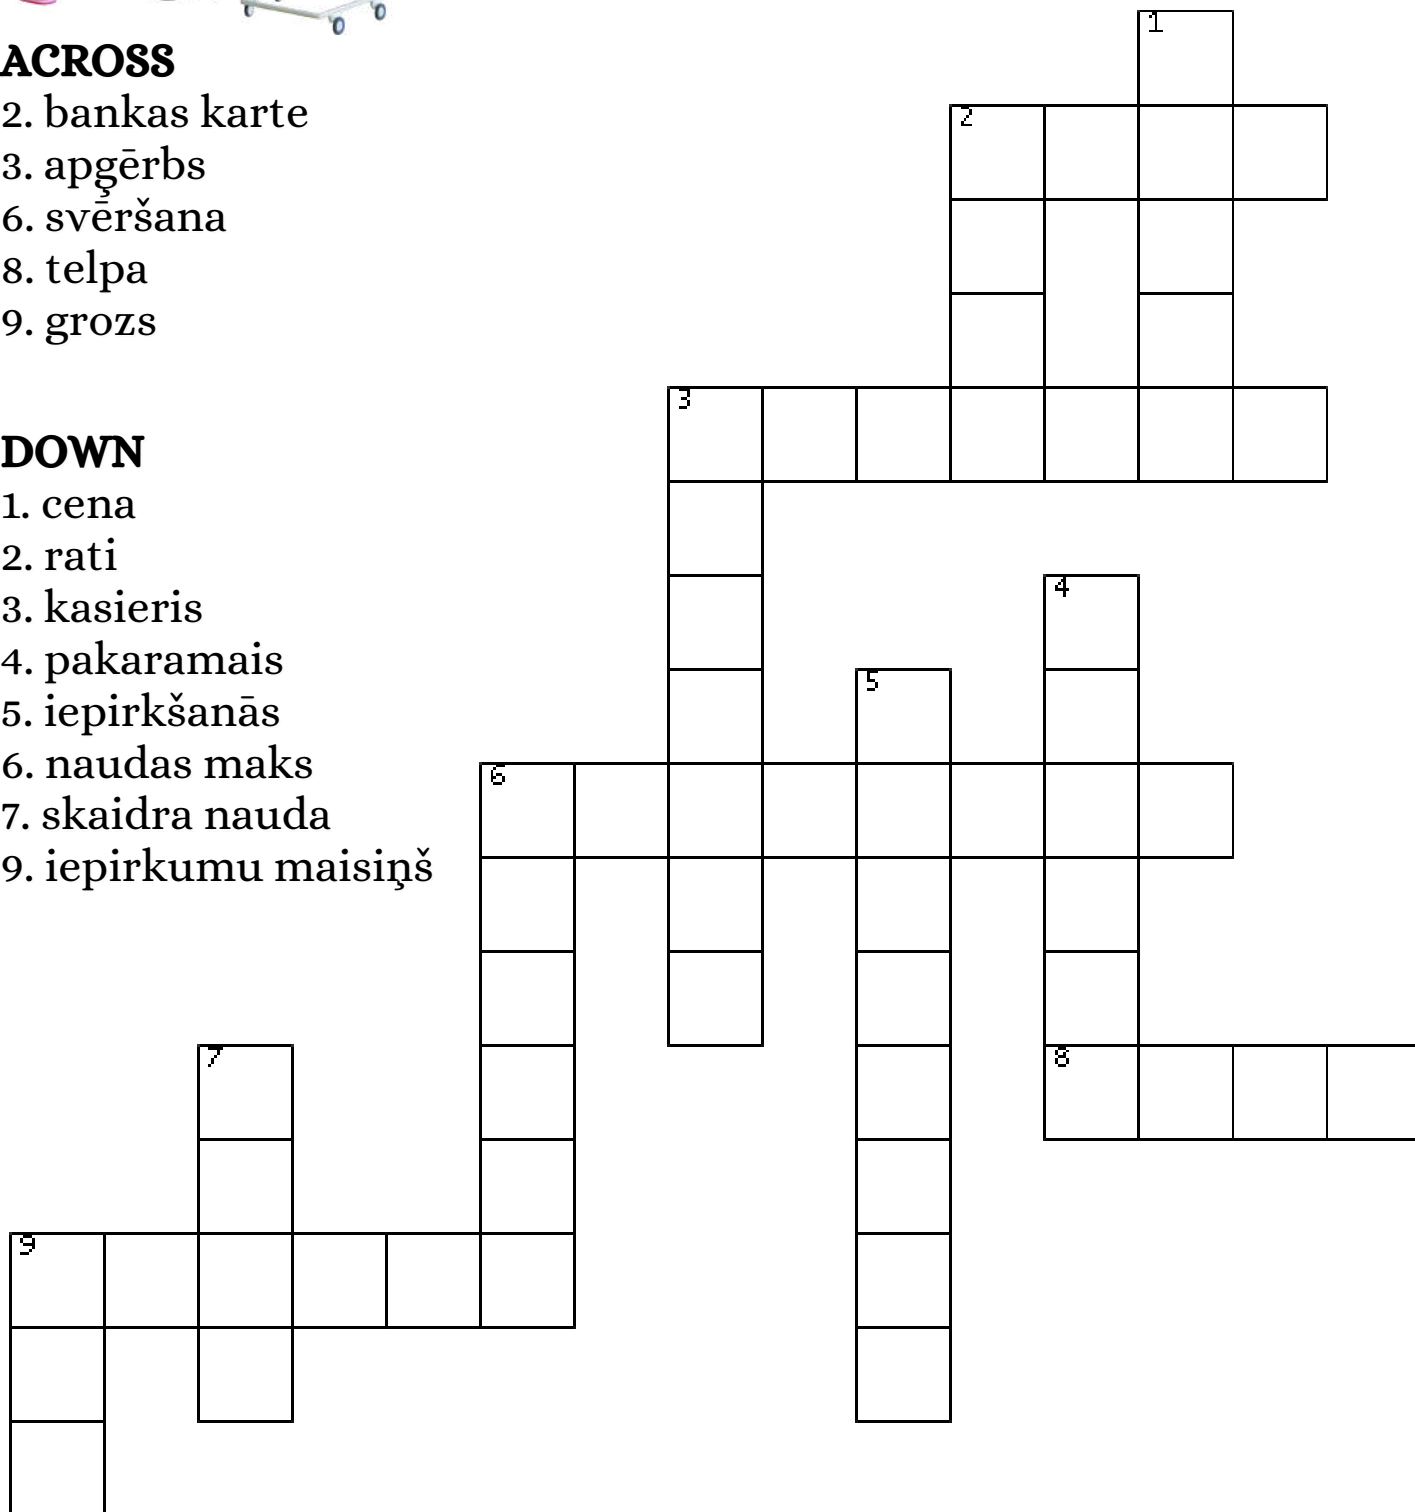 ACROSS
2. bankas karte
3. apģērbs
6. svēršana
8. telpa
9. grozs
DOWN
1. cena
2. rati
3. kasieris
4. pakaramais
5. iepirkšanās
6. naudas maks
7. skaidra nauda
9. iepirkumu maisiņš
1
2
3
4
5
6
7
8
9